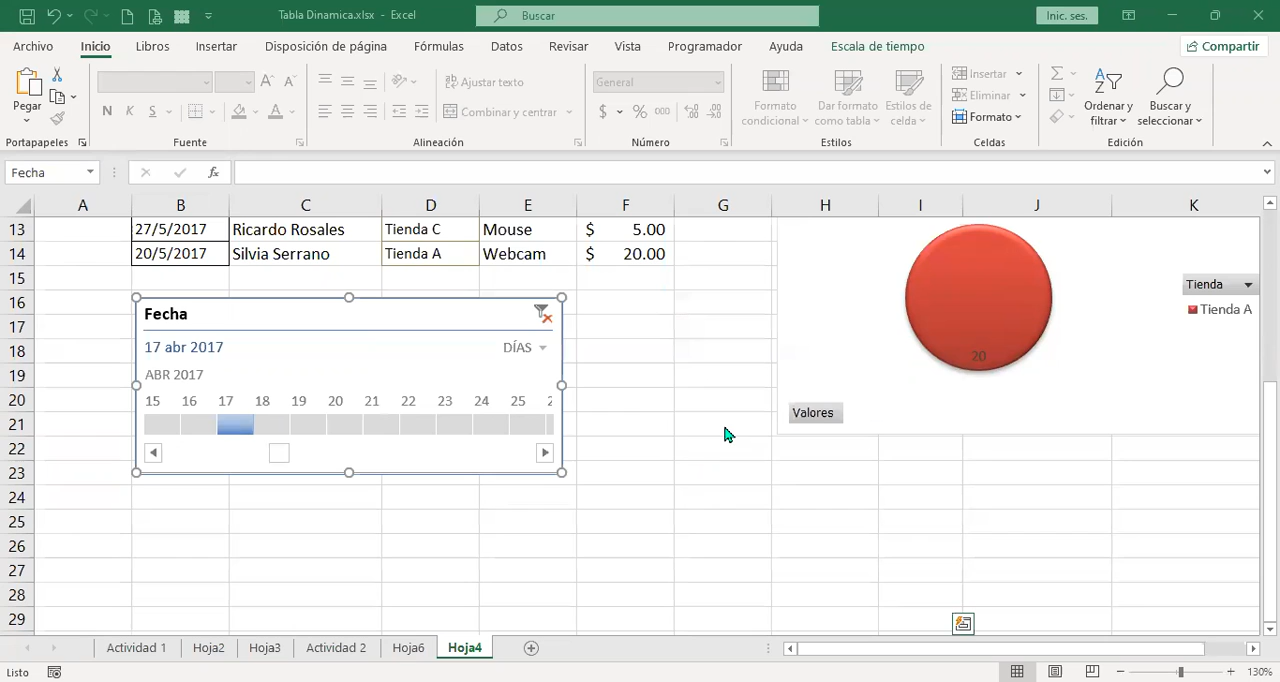 Tabla Dinamica.xlsx - Excel
Buscar
Inic. ses.
Archivo Inicio Libros Insertar Disposición de página Fórmulas Datos Revisar Vista Programador Ayuda Escala de tiempo Compartir
Pegar
N K S
Ajustar texto
Combinar y centrar
General
$ % 000
Formato condicional
Dar formato como tabla
Estilos de celda
Insertar
Eliminar
Formato
Ordenar y filtrar
Buscar y seleccionar
Portapapeles Fuente Alineación Número Estilos Celdas Edición
Fecha fx
A B C D E F G H I J K
13 27/5/2017 Ricardo Rosales Tienda C Mouse $ 5.00
14 20/5/2017 Silvia Serrano Tienda A Webcam $ 20.00
15
16
17
18
19
20
21
22
23
24
25
26
27
28
29
Fecha
17 abr 2017 DÍAS
ABR 2017
15 16 17 18 19 20 21 22 23 24 25
Tienda
Tienda A
20
Valores
Actividad 1 Hoja2 Hoja3 Actividad 2 Hoja6 Hoja4
Listo 130%